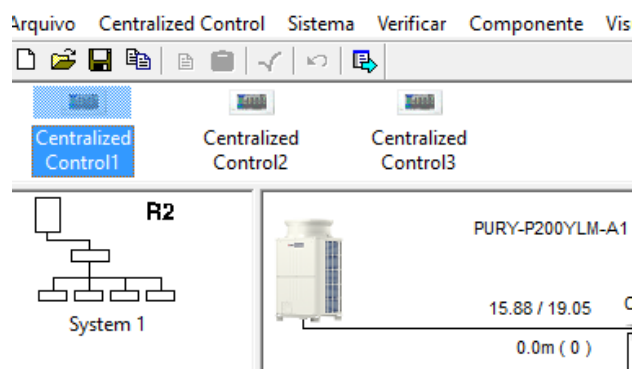 Arquivo Centralized Control Sistema Verificar Componente Vis
Centralized Control1
Centralized Control2
Centralized Control3
R2
System 1
PURY-P200YLM-A1
15.88 / 19.05
0.0m ( 0 )